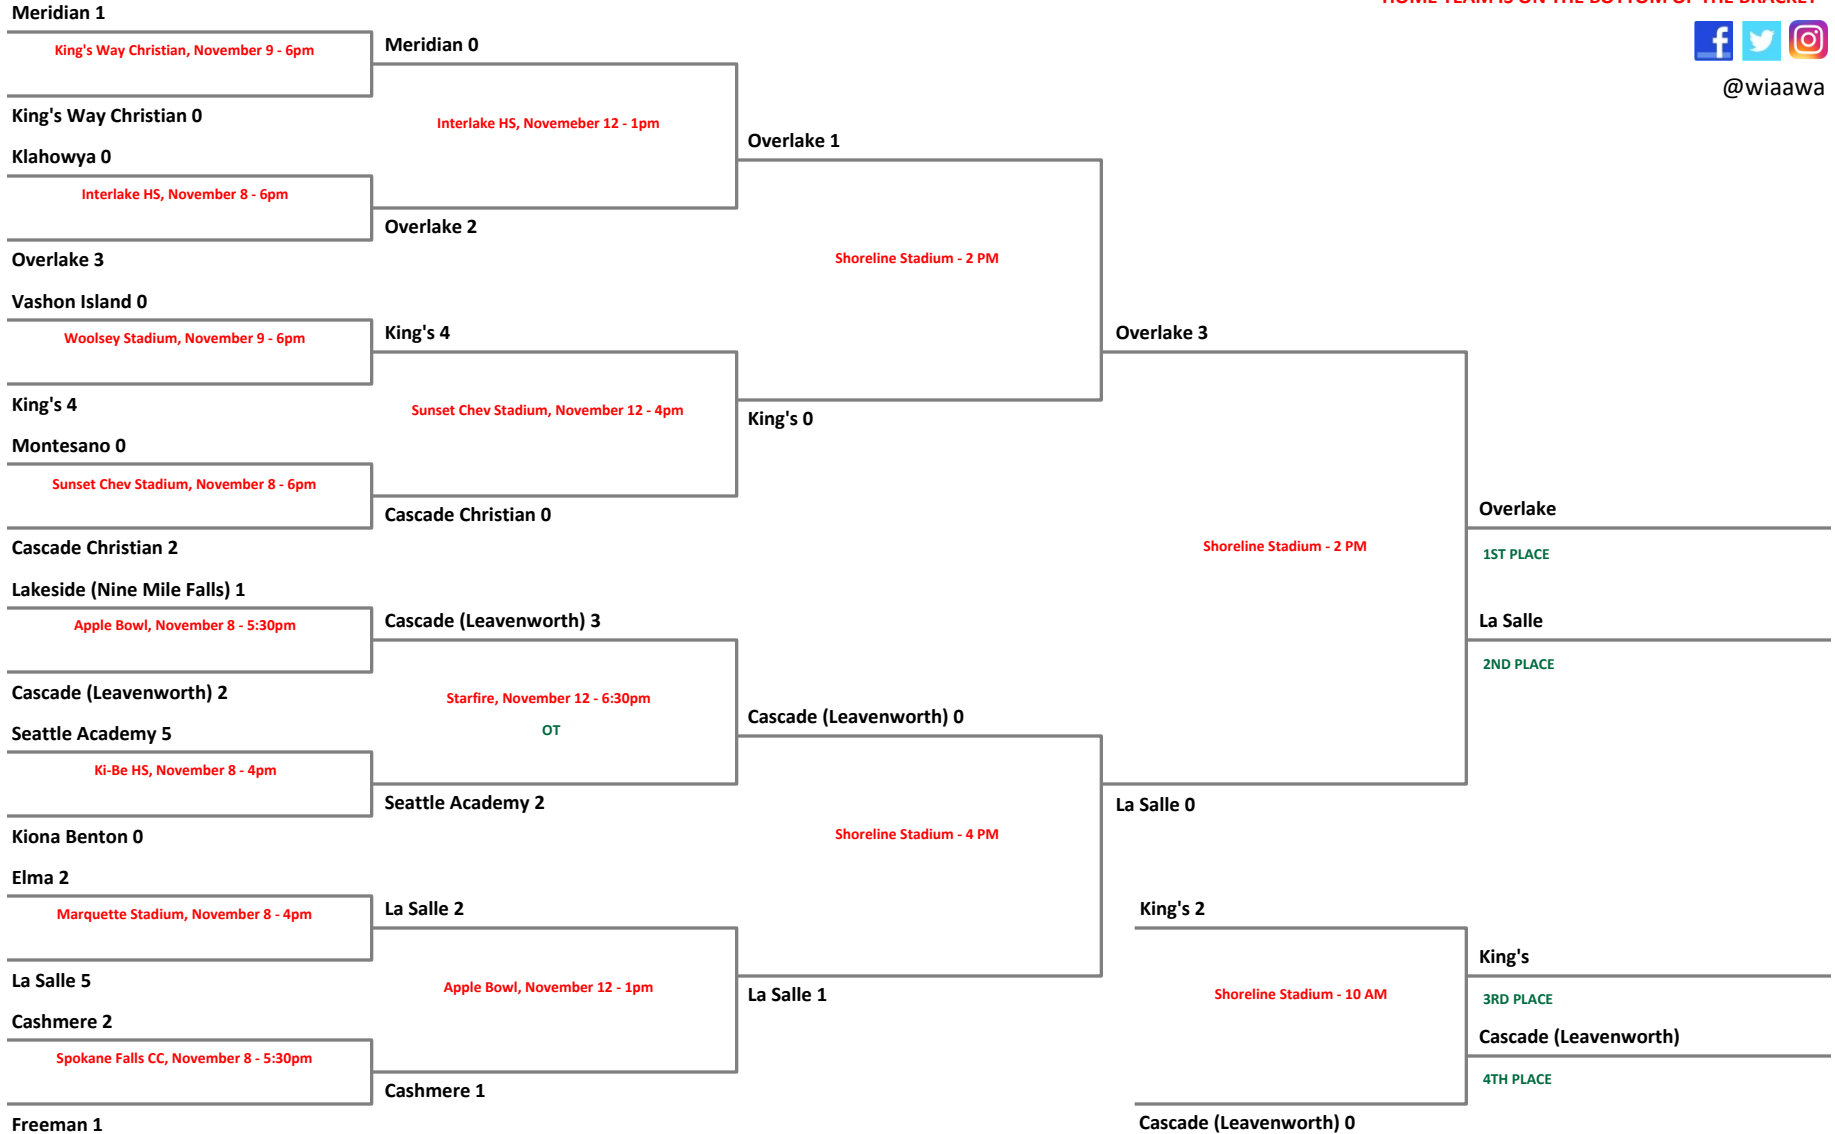 HOME TEAM IS ON THE BOTTOM OF THE BRACKET
@wiaawa
Meridian 1
King's Way Christian, November 9 - 6pm
King's Way Christian 0
Klahowya 0
Interlake HS, November 8 - 6pm
Overlake 3
Vashon Island 0
Woolsey Stadium, November 9 - 6pm
King's 4
Montesano 0
Sunset Chev Stadium, November 8 - 6pm
Cascade Christian 2
Lakeside (Nine Mile Falls) 1
Apple Bowl, November 8 - 5:30pm
Cascade (Leavenworth) 2
Seattle Academy 5
Ki-Be HS, November 8 - 4pm
Kiona Benton 0
Elma 2
Marquette Stadium, November 8 - 4pm
La Salle 5
Cashmere 2
Spokane Falls CC, November 8 - 5:30pm
Freeman 1
Meridian 0
Interlake HS, Novemeber 12 - 1pm
Overlake 2
King's 4
Sunset Chev Stadium, November 12 - 4pm
Cascade Christian 0
Cascade (Leavenworth) 3
Starfire, November 12 - 6:30pm
OT
Seattle Academy 2
La Salle 2
Apple Bowl, November 12 - 1pm
Cashmere 1
Overlake 1
Shoreline Stadium - 2 PM
King's 0
Cascade (Leavenworth) 0
Shoreline Stadium - 4 PM
La Salle 1
Overlake 3
Shoreline Stadium - 2 PM
La Salle 0
King's 2
Shoreline Stadium - 10 AM
Cascade (Leavenworth) 0
Overlake
1ST PLACE
La Salle
2ND PLACE
King's
3RD PLACE
Cascade (Leavenworth)
4TH PLACE